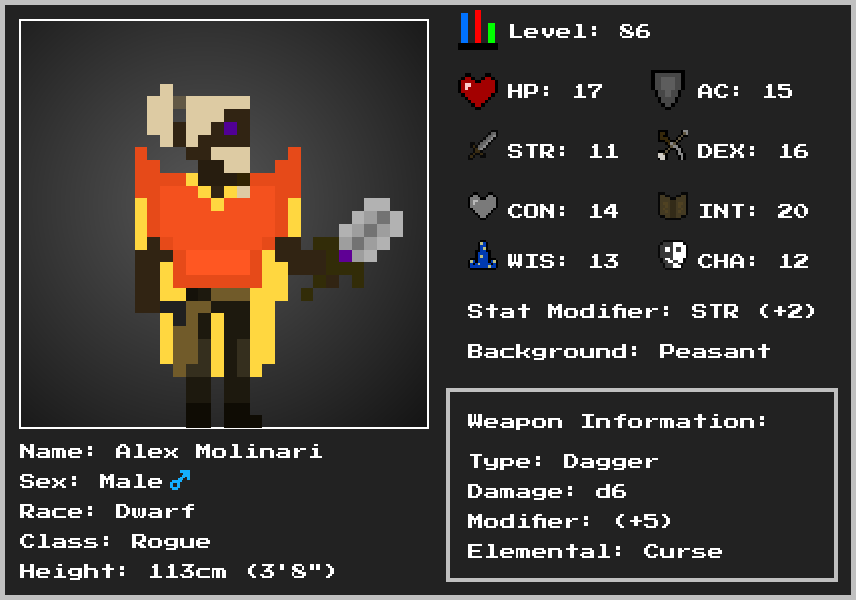 Level: 86
HP: 17
AC: 15
STR: 11
DEX: 16
CON: 14
INT: 20
WIS: 13
CHA: 12
Stat Modifier: STR (+2)
Background: Peasant
Weapon Information:
Type: Dagger
Damage: d6
Modifier: (+5)
Elemental: Curse
Name: Alex Molinari
Sex: Male♂
Race: Dwarf
Class: Rogue
Height: 113cm (3'8")